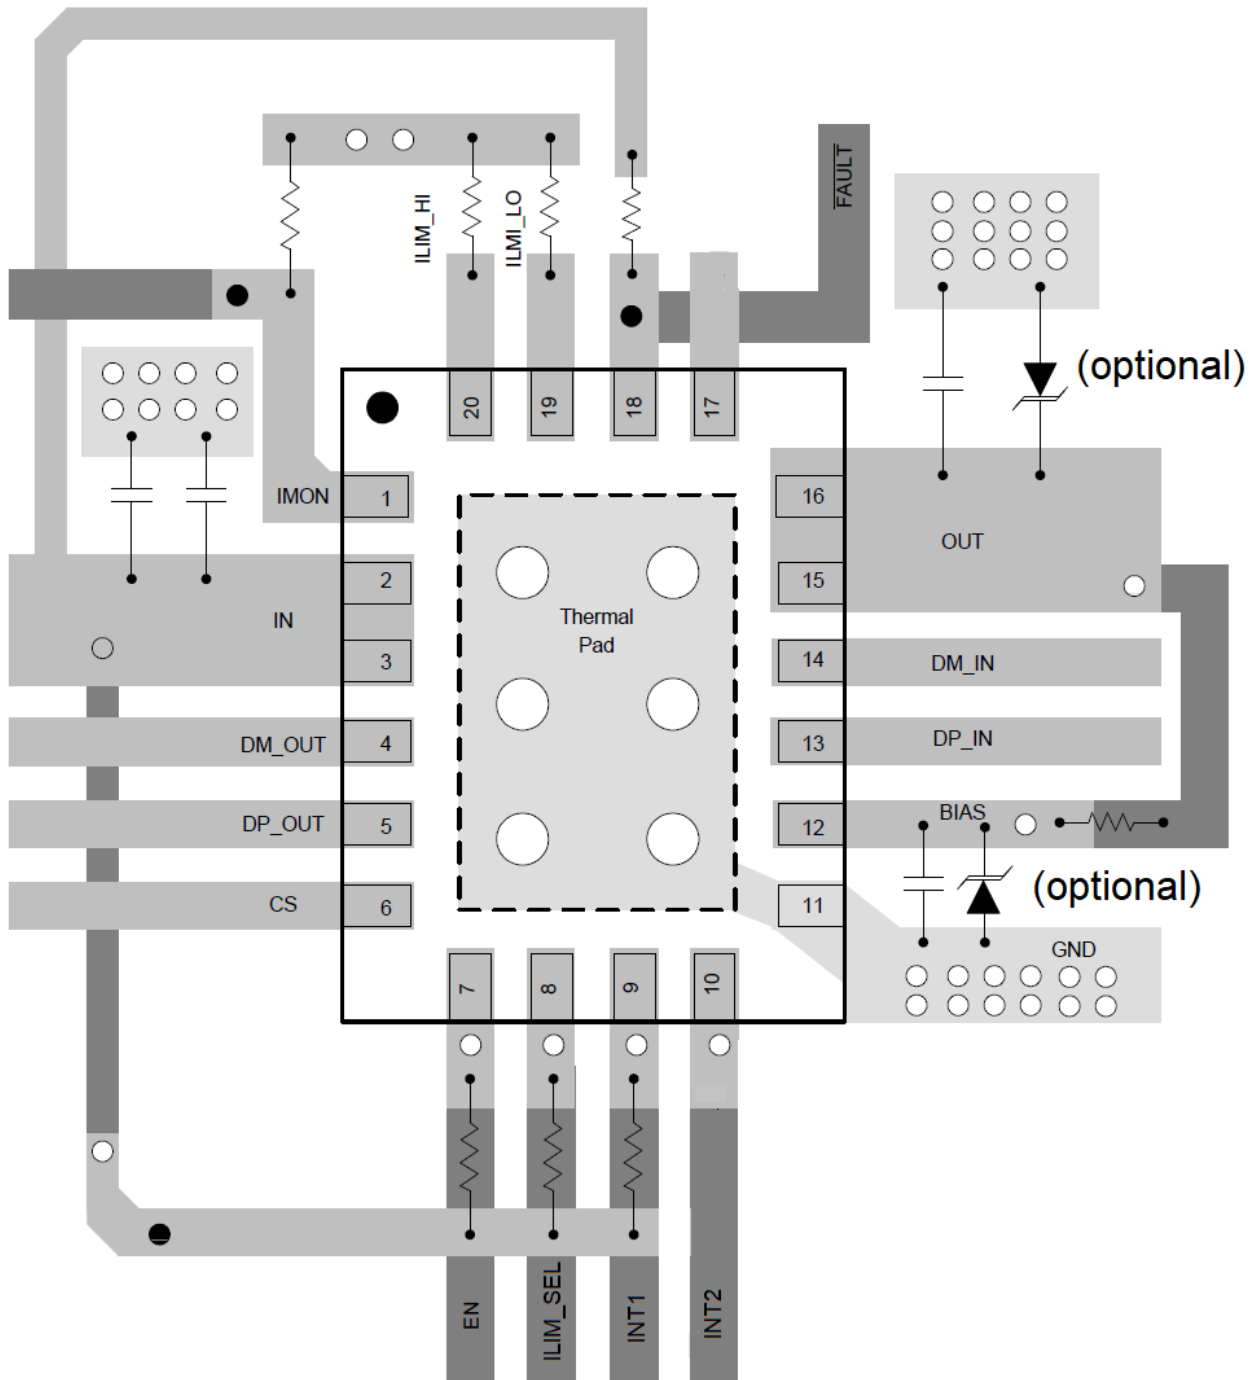 ILIM_HI
ILMI_LO
FAULT
(optional)
20
19
18
17
IMON
1
16
OUT
2
15
IN
Thermal
Pad
3
14
DM_IN
DM_OUT
4
13
DP_IN
DP_OUT
5
12
BIAS
(optional)
CS
6
11
GND
7
8
9
10
EN
ILIM_SEL
INT1
INT2